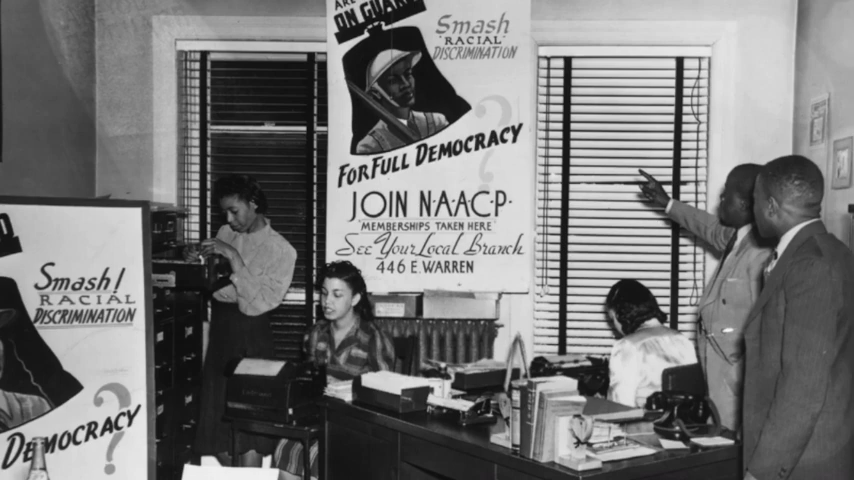 ARE
ON GUARD
Smash
RACIAL
DISCRIMINATION
FOR FULL DEMOCRACY
?
JOIN N·A·A·C·P·
MEMBERSHIPS TAKEN HERE
See Your Local Branch
446 E. WARREN
Smash!
RACIAL
DISCRIMINATION
DEMOCRACY
?